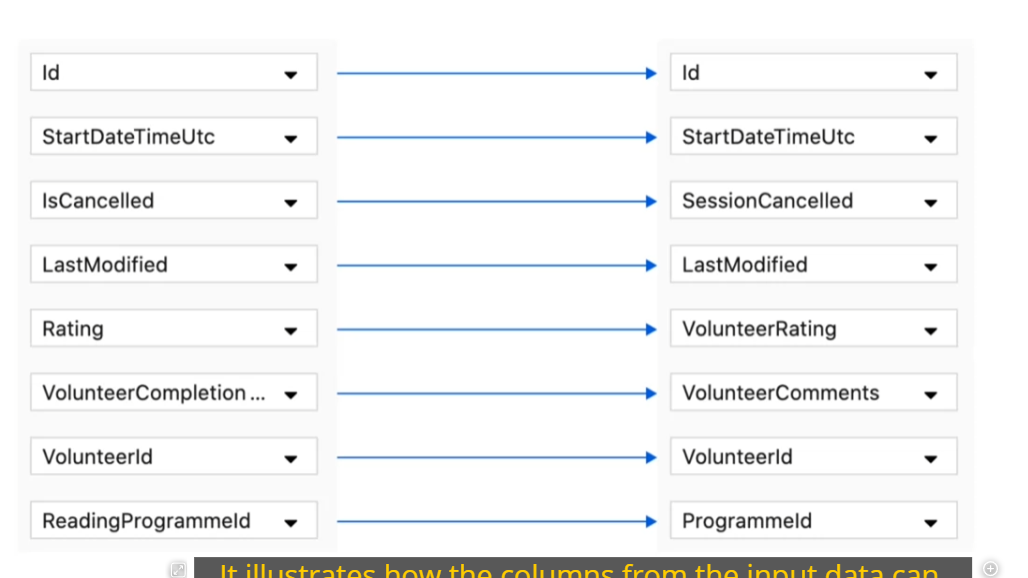 Id Id
StartDateTimeUtc StartDateTimeUtc
IsCancelled SessionCancelled
LastModified LastModified
Rating VolunteerRating
VolunteerCompletion ... VolunteerComments
VolunteerId VolunteerId
ReadingProgrammeId ProgrammeId
It illustrates how the columns from the input data can